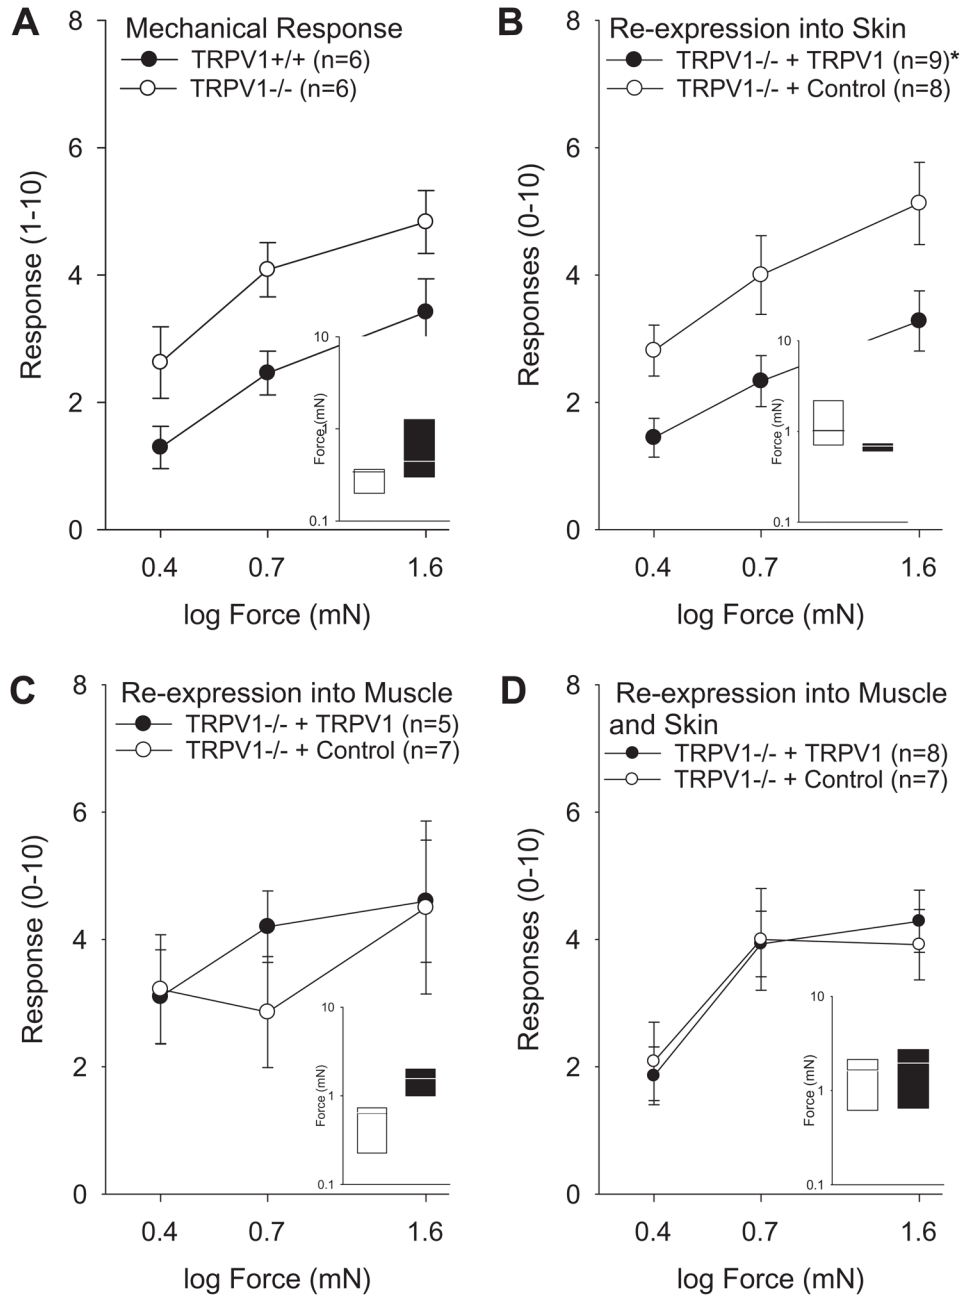 A
Mechanical Response
TRPV1+/+ (n=6)
TRPV1-/- (n=6)
8
6
4
2
0
Response (1-10)
10
1
0.1
Force (mN)
0.4 0.7 1.6
log Force (mN)
B
Re-expression into Skin
TRPV1-/- + TRPV1 (n=9)*
TRPV1-/- + Control (n=8)
8
6
4
2
0
Responses (0-10)
10
1
0.1
Force (mN)
0.4 0.7 1.6
log Force (mN)
C
Re-expression into Muscle
TRPV1-/- + TRPV1 (n=5)
TRPV1-/- + Control (n=7)
8
6
4
2
0
Response (0-10)
10
1
0.1
Force (mN)
0.4 0.7 1.6
log Force (mN)
D
Re-expression into Muscle
and Skin
TRPV1-/- + TRPV1 (n=8)
TRPV1-/- + Control (n=7)
8
6
4
2
0
Responses (0-10)
10
1
0.1
Force (mN)
0.4 0.7 1.6
log Force (mN)